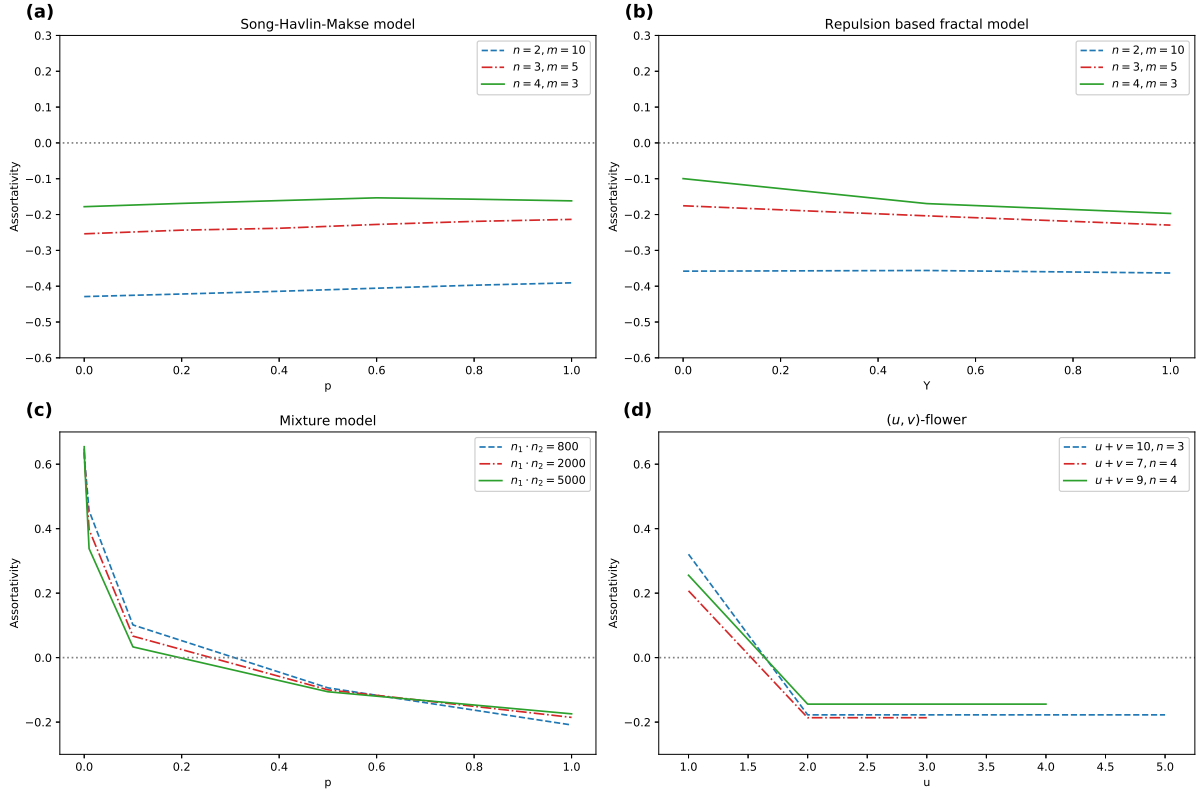 (a)
Song-Havlin-Makse model
0.3
0.2
0.1
0.0
−0.1
−0.2
−0.3
−0.4
−0.5
−0.6
Assortativity
0.0 0.2 0.4 0.6 0.8 1.0
p
n = 2, m = 10
n = 3, m = 5
n = 4, m = 3
(b)
Repulsion based fractal model
0.3
0.2
0.1
0.0
−0.1
−0.2
−0.3
−0.4
−0.5
−0.6
Assortativity
0.0 0.2 0.4 0.6 0.8 1.0
Y
n = 2, m = 10
n = 3, m = 5
n = 4, m = 3
(c)
Mixture model
0.6
0.4
0.2
0.0
−0.2
Assortativity
0.0 0.2 0.4 0.6 0.8 1.0
p
n₁ · n₂ = 800
n₁ · n₂ = 2000
n₁ · n₂ = 5000
(d)
(u, v)-flower
0.6
0.4
0.2
0.0
−0.2
Assortativity
1.0 1.5 2.0 2.5 3.0 3.5 4.0 4.5 5.0
u
u + v = 10, n = 3
u + v = 7, n = 4
u + v = 9, n = 4